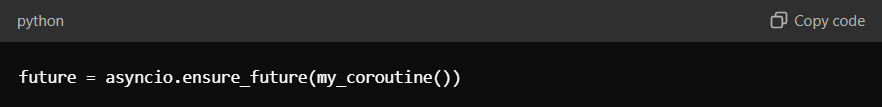 python
Copy code
future = asyncio.ensure_future(my_coroutine())